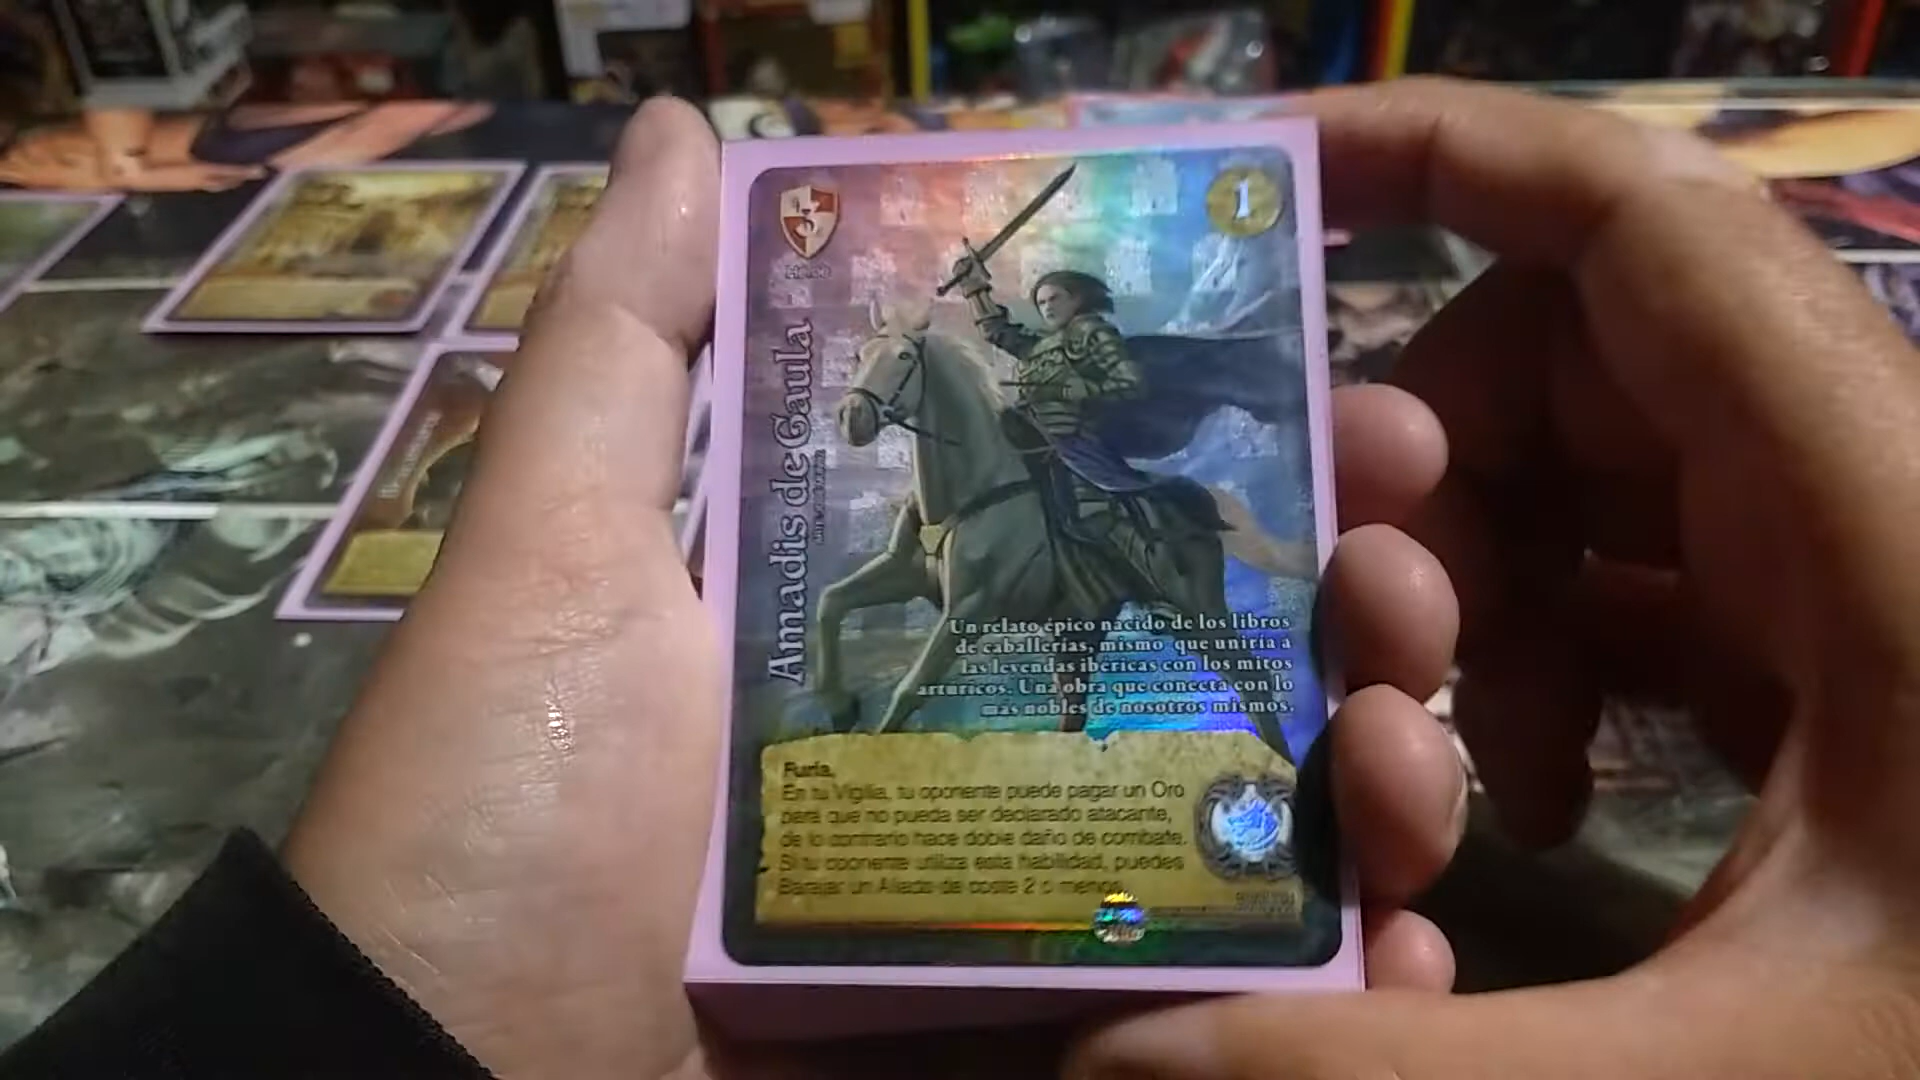 3
Héroe
1
Amadis de Gaula
Un relato épico nacido de los libros
de caballerías, mismo que uniría a
las leyendas ibéricas con los mitos
artúricos. Una obra que conecta con lo
más nobles de nosotros mismos.
Furia.
En tu Vigilia, tu oponente puede pagar un Oro
para que no pueda ser declarado atacante,
de lo contrario hace doble daño de combate.
Si tu oponente utiliza esta habilidad, puedes
Barajar un Aliado de coste 2 o menos.